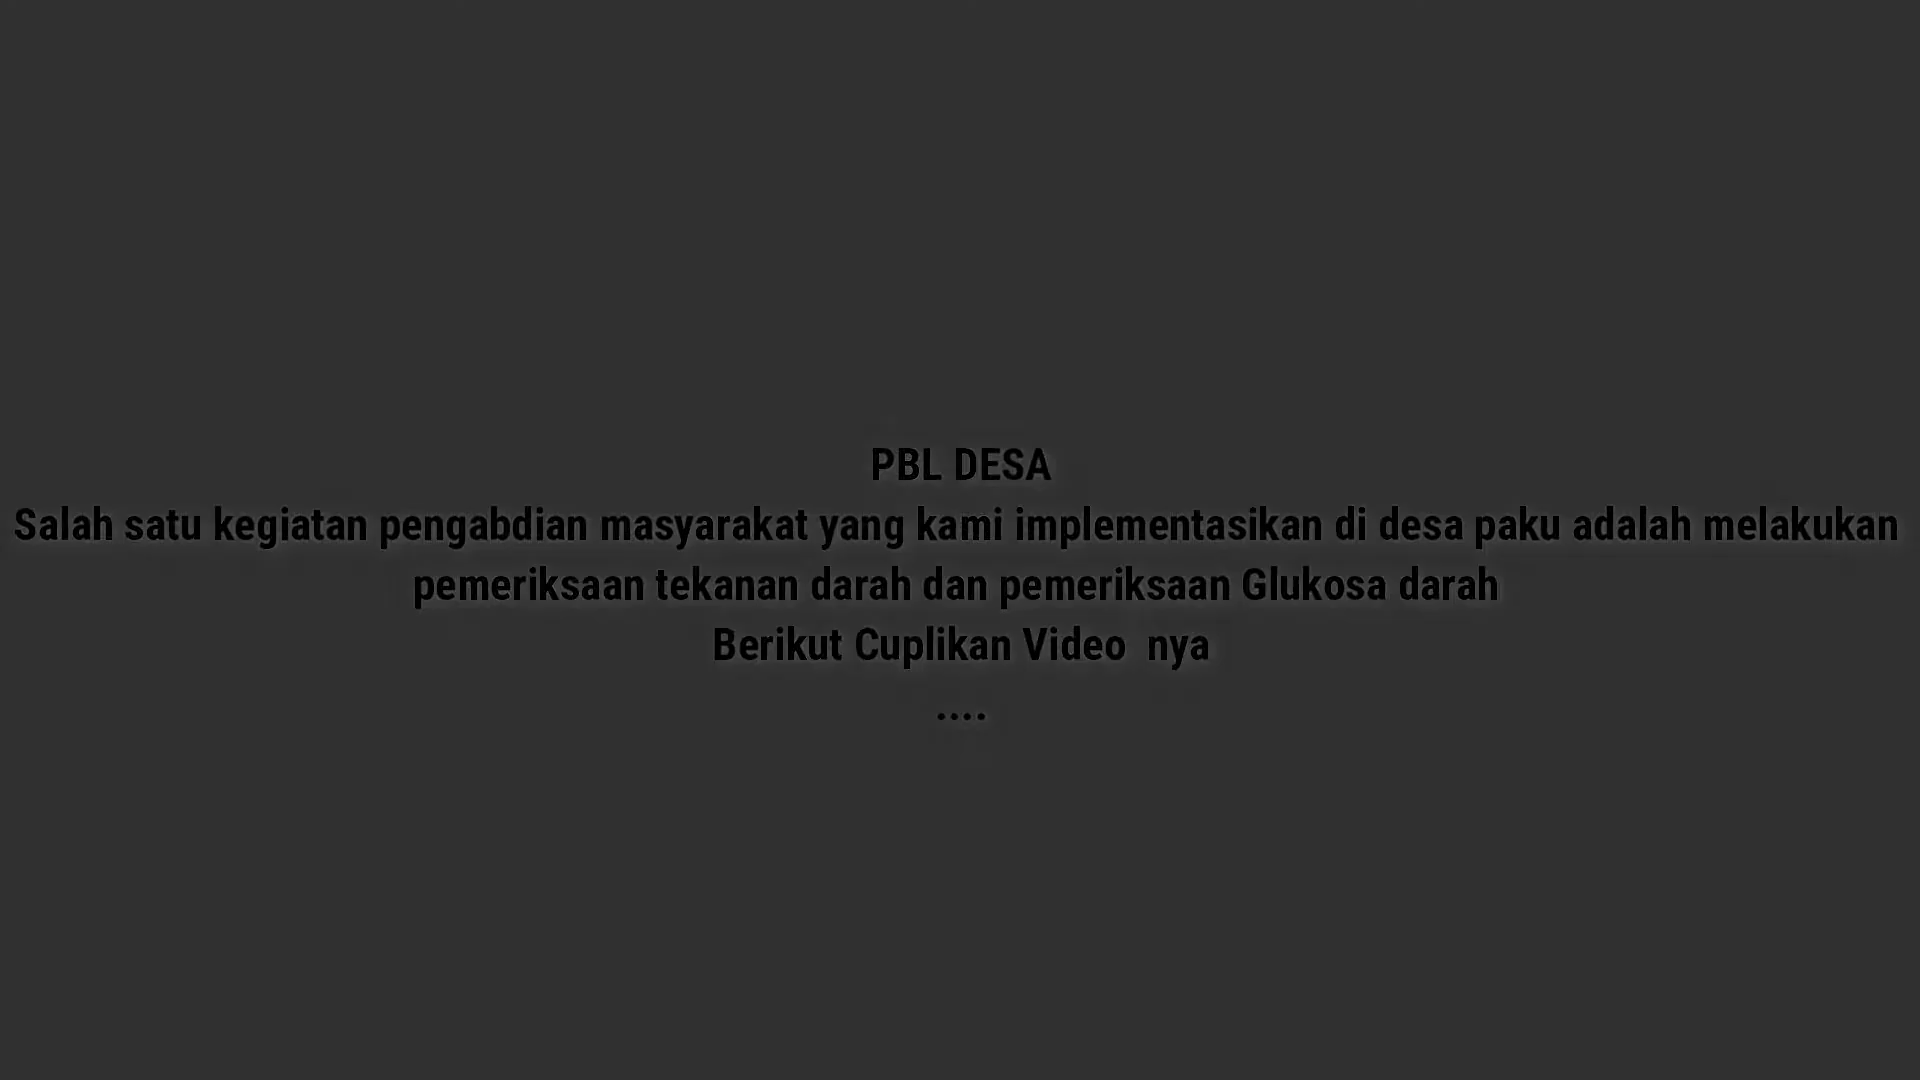 PBL DESA
Salah satu kegiatan pengabdian masyarakat yang kami implementasikan di desa paku adalah melakukan
pemeriksaan tekanan darah dan pemeriksaan Glukosa darah
Berikut Cuplikan Video  nya
....